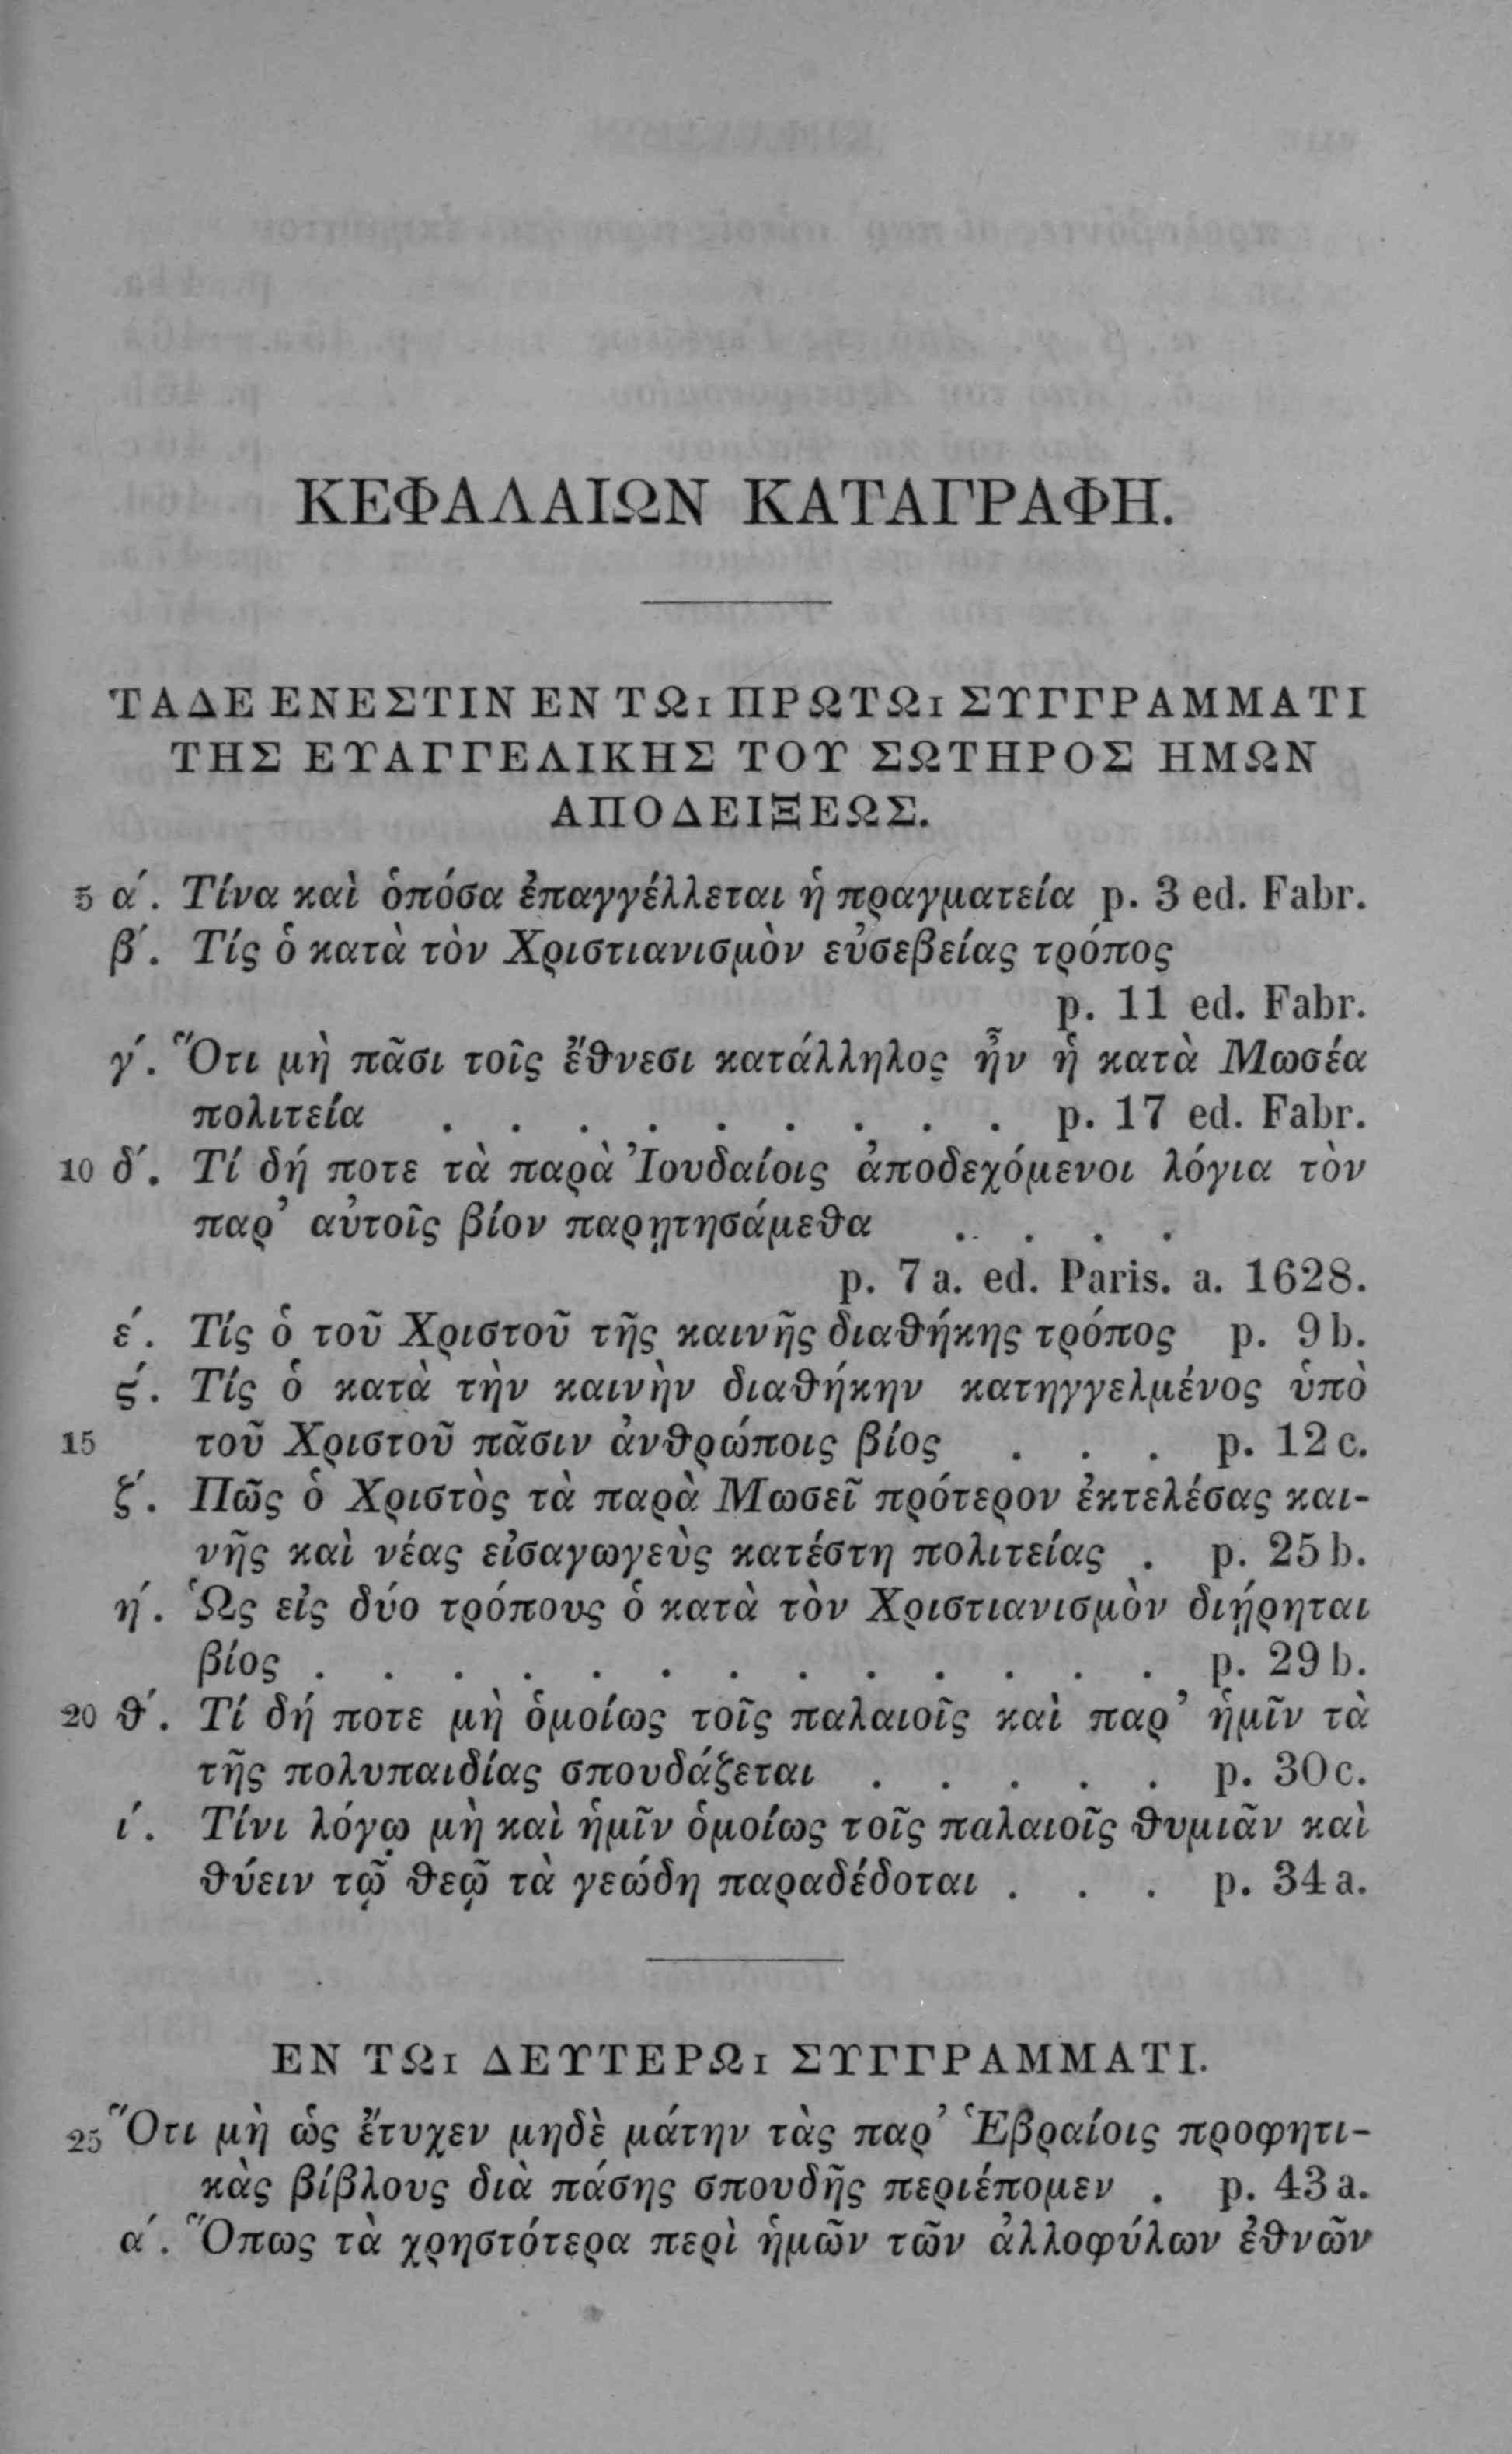 ΚΕΦΑΛΑΙΩΝ ΚΑΤΑΓΡΑΦΗ.
ΤΑΔΕ ΕΝΕΣΤΙΝ ΕΝ ΤΩι ΠΡΩΤΩι ΣΥΓΓΡΑΜΜΑΤΙ
ΤΗΣ ΕΥΑΓΓΕΛΙΚΗΣ ΤΟΥ ΣΩΤΗΡΟΣ ΗΜΩΝ
ΑΠΟΔΕΙΞΕΩΣ.
5 α´. Τίνα καὶ ὁπόσα ἐπαγγέλλεται ἡ πραγματεία p. 3 ed. Fabr.
β´. Τίς ὁ κατὰ τὸν Χριστιανισμὸν εὐσεβείας τρόπος
p. 11 ed. Fabr.
γ´. Ὅτι μὴ πᾶσι τοῖς ἔθνεσι κατάλληλος ἦν ἡ κατὰ Μωσέα
πολιτεία . . . . . . . . . p. 17 ed. Fabr.
10 δ´. Τί δή ποτε τὰ παρὰ Ἰουδαίοις ἀποδεχόμενοι λόγια τὸν
παρ᾽ αὐτοῖς βίον παρῃτησάμεθα . . . .
p. 7 a. ed. Paris. a. 1628.
ε´. Τίς ὁ τοῦ Χριστοῦ τῆς καινῆς διαθήκης τρόπος p. 9 b.
ϛ´. Τίς ὁ κατὰ τὴν καινὴν διαθήκην κατηγγελμένος ὑπὸ
15 τοῦ Χριστοῦ πᾶσιν ἀνθρώποις βίος . . . p. 12 c.
ζ´. Πῶς ὁ Χριστὸς τὰ παρὰ Μωσεῖ πρότερον ἐκτελέσας και-
νῆς καὶ νέας εἰσαγωγεὺς κατέστη πολιτείας . p. 25 b.
η´. Ὡς εἰς δύο τρόπους ὁ κατὰ τὸν Χριστιανισμὸν διῄρηται
βίος . . . . . . . . . . . . . p. 29 b.
20 θ´. Τί δή ποτε μὴ ὁμοίως τοῖς παλαιοῖς καὶ παρ᾽ ἡμῖν τὰ
τῆς πολυπαιδίας σπουδάζεται . . . . . p. 30 c.
ι´. Τίνι λόγῳ μὴ καὶ ἡμῖν ὁμοίως τοῖς παλαιοῖς θυμιᾶν καὶ
θύειν τῷ θεῷ τὰ γεώδη παραδέδοται . . . p. 34 a.
ΕΝ ΤΩι ΔΕΥΤΕΡΩι ΣΥΓΓΡΑΜΜΑΤΙ.
25 Ὅτι μὴ ὡς ἔτυχεν μηδὲ μάτην τὰς παρ᾽ Ἑβραίοις προφητι-
κὰς βίβλους διὰ πάσης σπουδῆς περιέπομεν . p. 43 a.
α´. Ὅπως τὰ χρηστότερα περὶ ἡμῶν τῶν ἀλλοφύλων ἐθνῶν